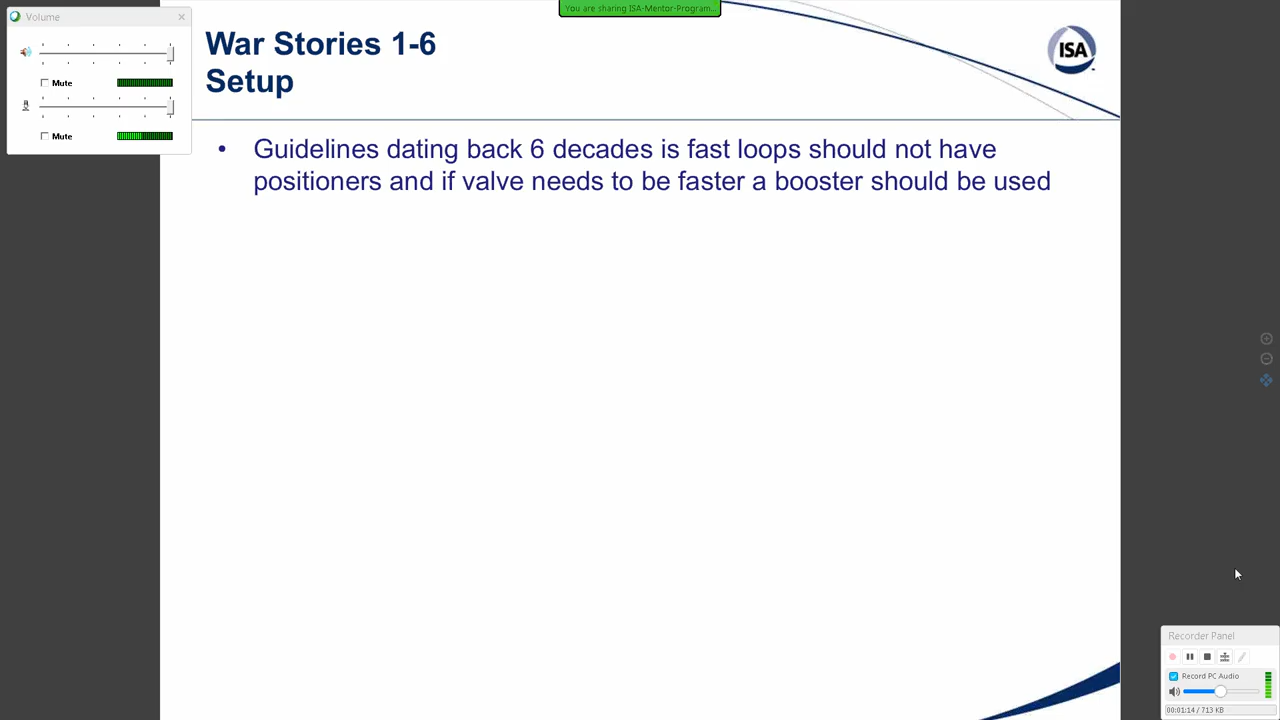 Volume
Mute
Mute
You are sharing ISA-Mentor-Program...
War Stories 1-6
Setup
ISA
• Guidelines dating back 6 decades is fast loops should not have
positioners and if valve needs to be faster a booster should be used
Recorder Panel
Record PC Audio
00:01:14 / 713 KB